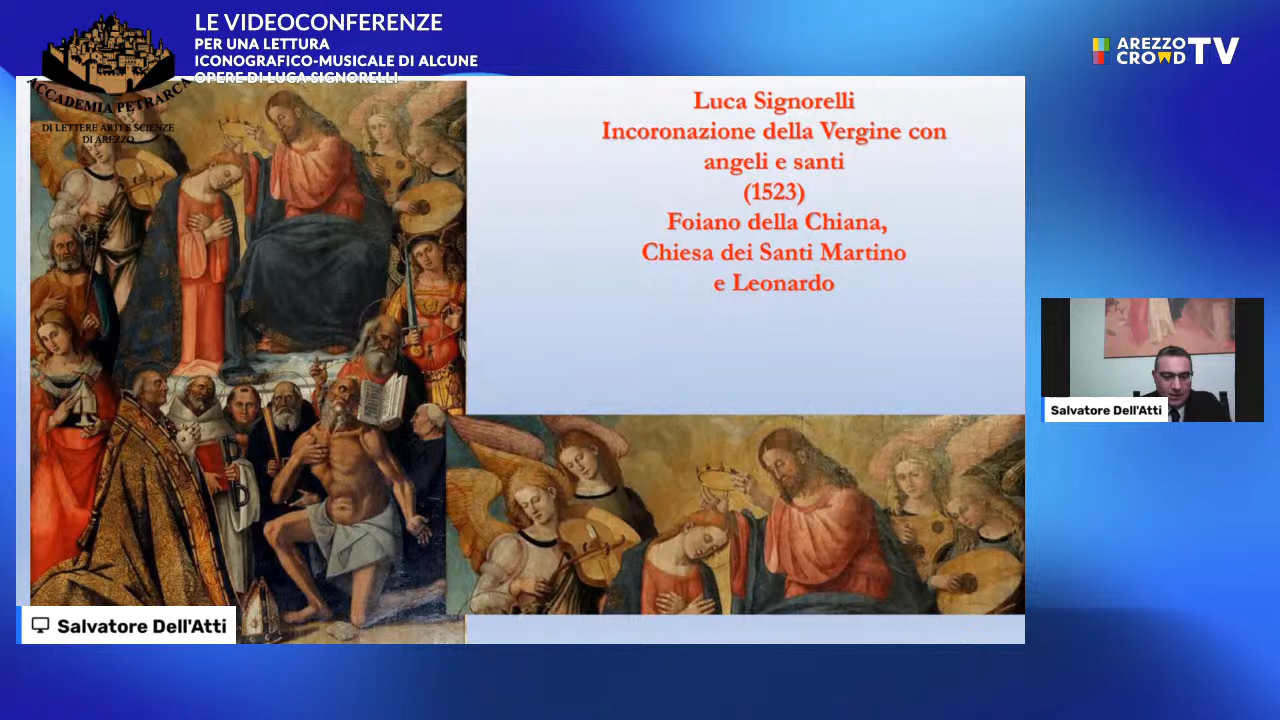 LE VIDEOCONFERENZE
PER UNA LETTURA
ICONOGRAFICO-MUSICALE DI ALCUNE
OPERE DI LUCA SIGNORELLI
ACCADEMIA PETRARCA
DI LETTERE ARTI E SCIENZE
DI AREZZO
AREZZO
CROWD
TV
Luca Signorelli
Incoronazione della Vergine con
angeli e santi
(1523)
Foiano della Chiana,
Chiesa dei Santi Martino
e Leonardo
Salvatore Dell'Atti
Salvatore Dell'Atti